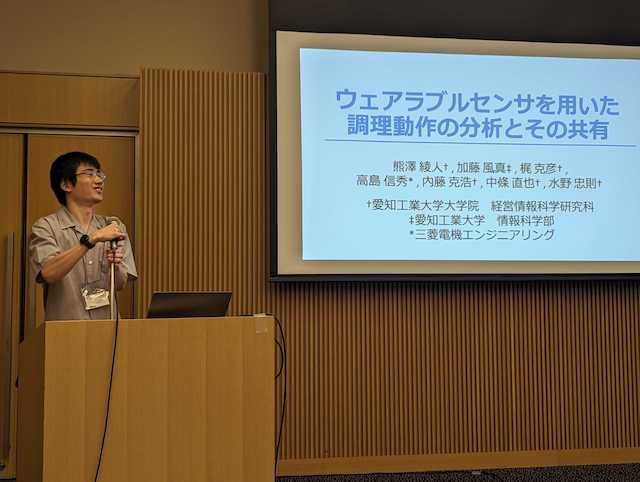 ウェアラブルセンサを用いた
調理動作の分析とその共有
熊澤 綾人† , 加藤 風真‡ , 梶 克彦† ,
高島 信秀* , 内藤 克浩† , 中條 直也† , 水野 忠則†
†愛知工業大学大学院 経営情報科学研究科
‡愛知工業大学 情報科学部
*三菱電機エンジニアリング